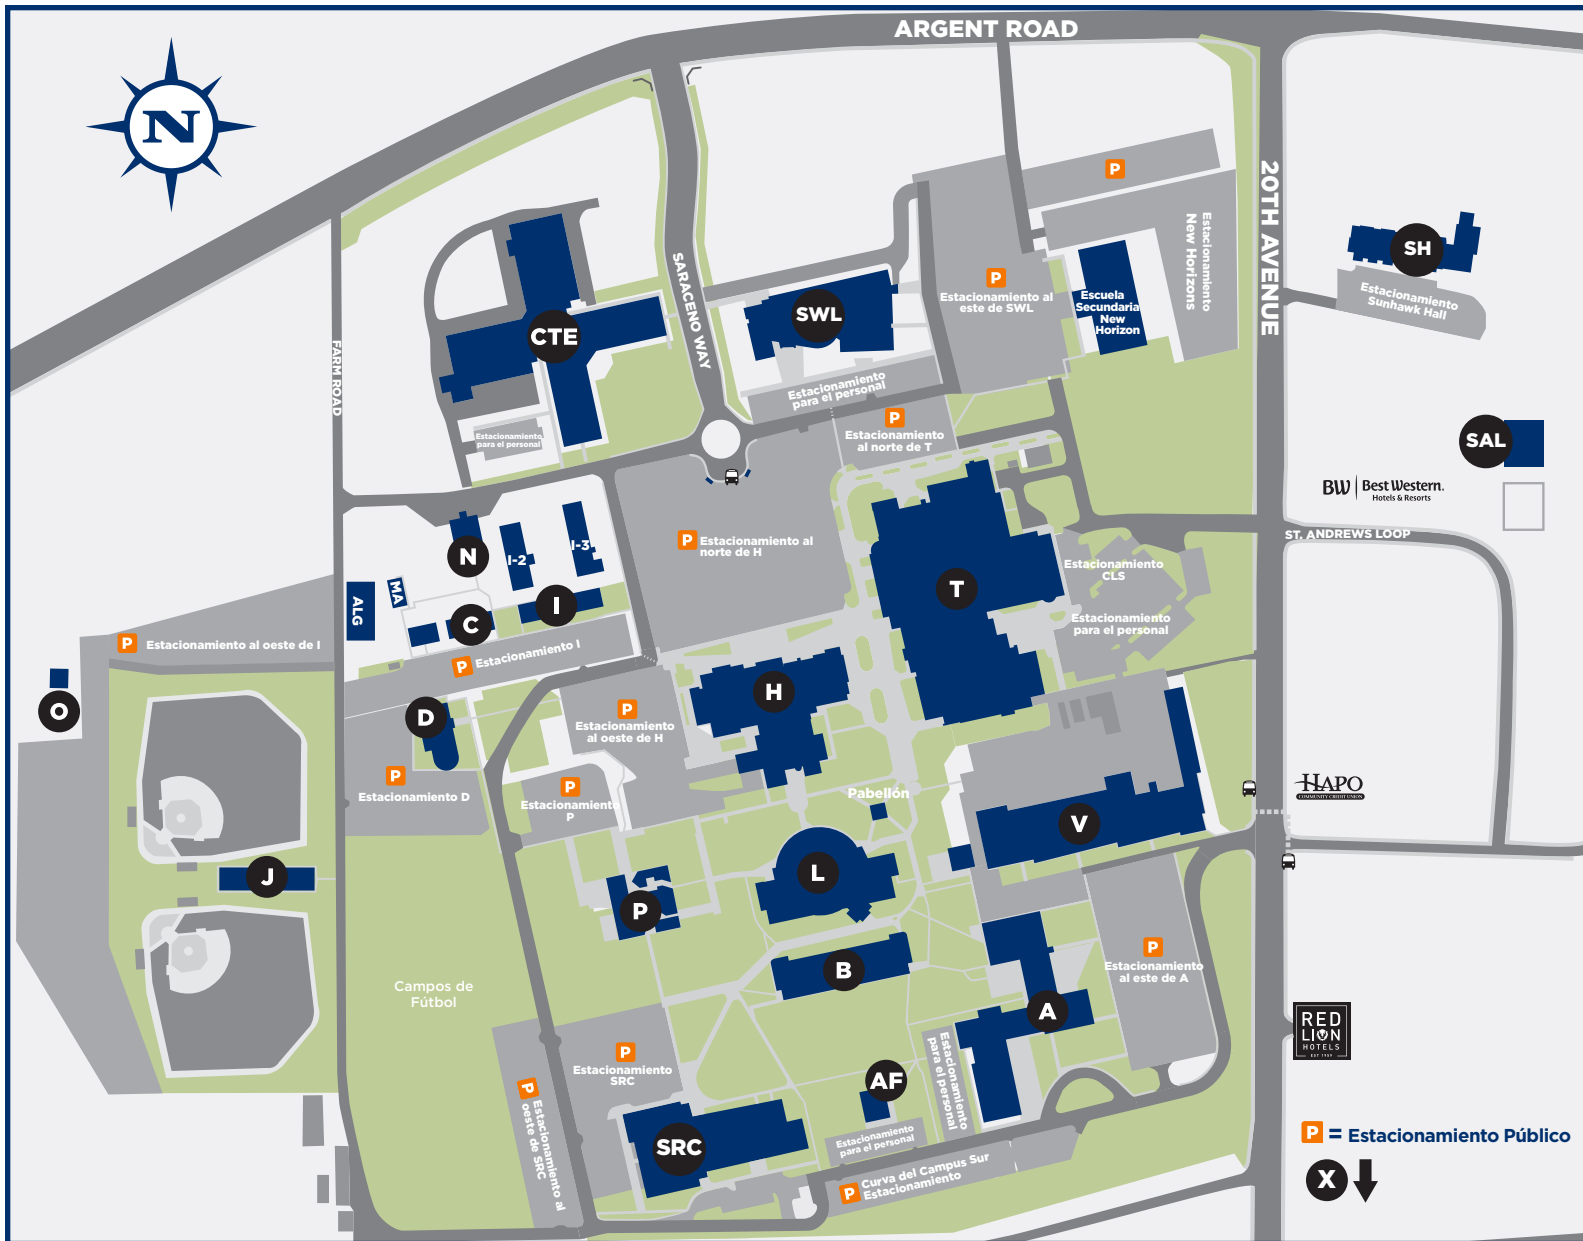 ARGENT ROAD
N
P
20TH AVENUE
Estacionamiento
New Horizons
SH
Estacionamiento
Sunhawk Hall
SARACENO WAY
CTE
SWL
P
Estacionamiento al
este de SWL
Escuela
Secundaria
New
Horizon
FARM ROAD
Estacionamiento
para el personal
P
Estacionamiento
al norte de T
Estacionamiento
para el personal
SAL
BW Best Western.
Hotels & Resorts
ST. ANDREWS LOOP
P Estacionamiento al
norte de H
N
I-2
I-3
T
Estacionamiento
CLS
Estacionamiento
para el personal
ALG
MA
C
I
P Estacionamiento al oeste de I
P Estacionamiento I
O
D
P
Estacionamiento
al oeste de H
H
P
Estacionamiento D
P
Estacionamiento
P
Pabellón
HAPO
COMMUNITY CREDIT UNION
V
J
L
P
B
P
Estacionamiento
al este de A
Campos de
Fútbol
A
RED
LION
HOTELS
EST 1959
P
Estacionamiento
SRC
P Estacionamiento al
oeste de SRC
AF
Estacionamiento
para el personal
Estacionamiento
para el personal
SRC
P Curva del Campus Sur
Estacionamiento
P = Estacionamiento Público
X